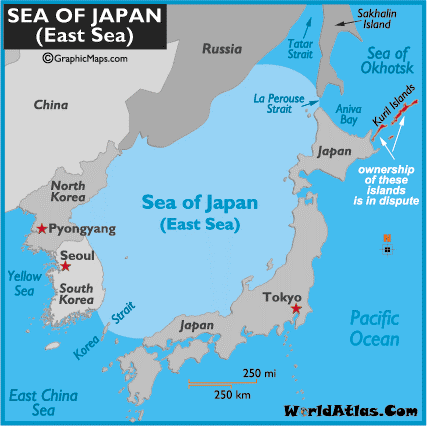 SEA OF JAPAN
(East Sea)
©GraphicMaps.com
Sakhalin
Island
Tatar
Strait
Russia
Sea of
Okhotsk
China
La Perouse
Strait
Aniva
Bay
Kuril Islands
Japan
ownership
of these
islands
is in dispute
North
Korea
Pyongyang
Sea of Japan
(East Sea)
Seoul
Yellow
Sea
South
Korea
Tokyo
Korea Strait
Japan
Pacific
Ocean
250 mi
250 km
East China
Sea
WorldAtlas.Com